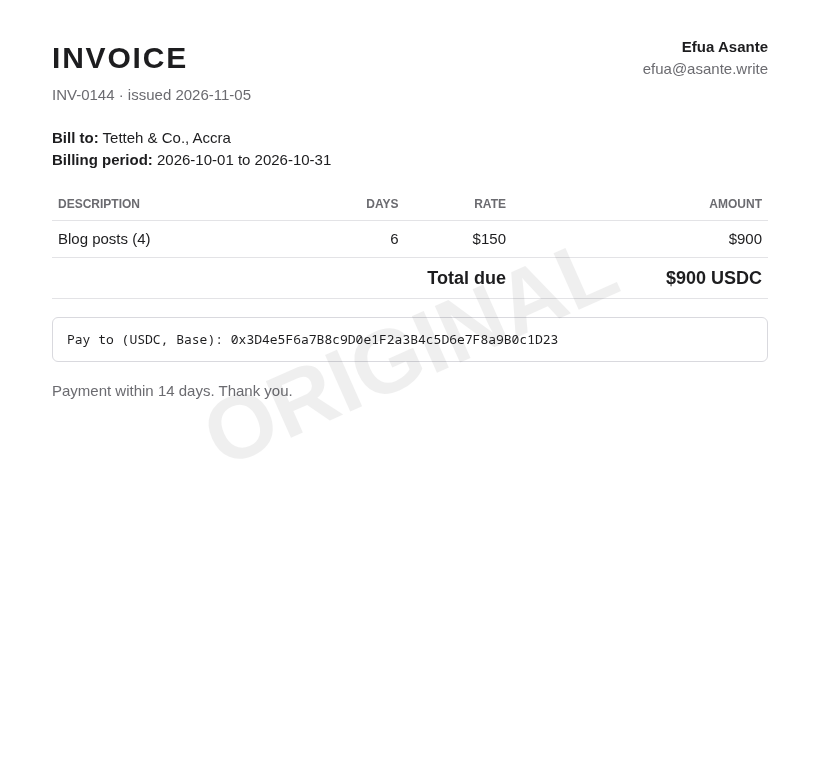 INVOICE
Efua Asante
efua@asante.write
INV-0144 · issued 2026-11-05
Bill to: Tetteh & Co., Accra
Billing period: 2026-10-01 to 2026-10-31
DESCRIPTION DAYS RATE AMOUNT
Blog posts (4) 6 $150 $900
Total due $900 USDC
Pay to (USDC, Base): 0x3D4e5F6a7B8c9D0e1F2a3B4c5D6e7F8a9B0c1D23
Payment within 14 days. Thank you.
ORIGINAL